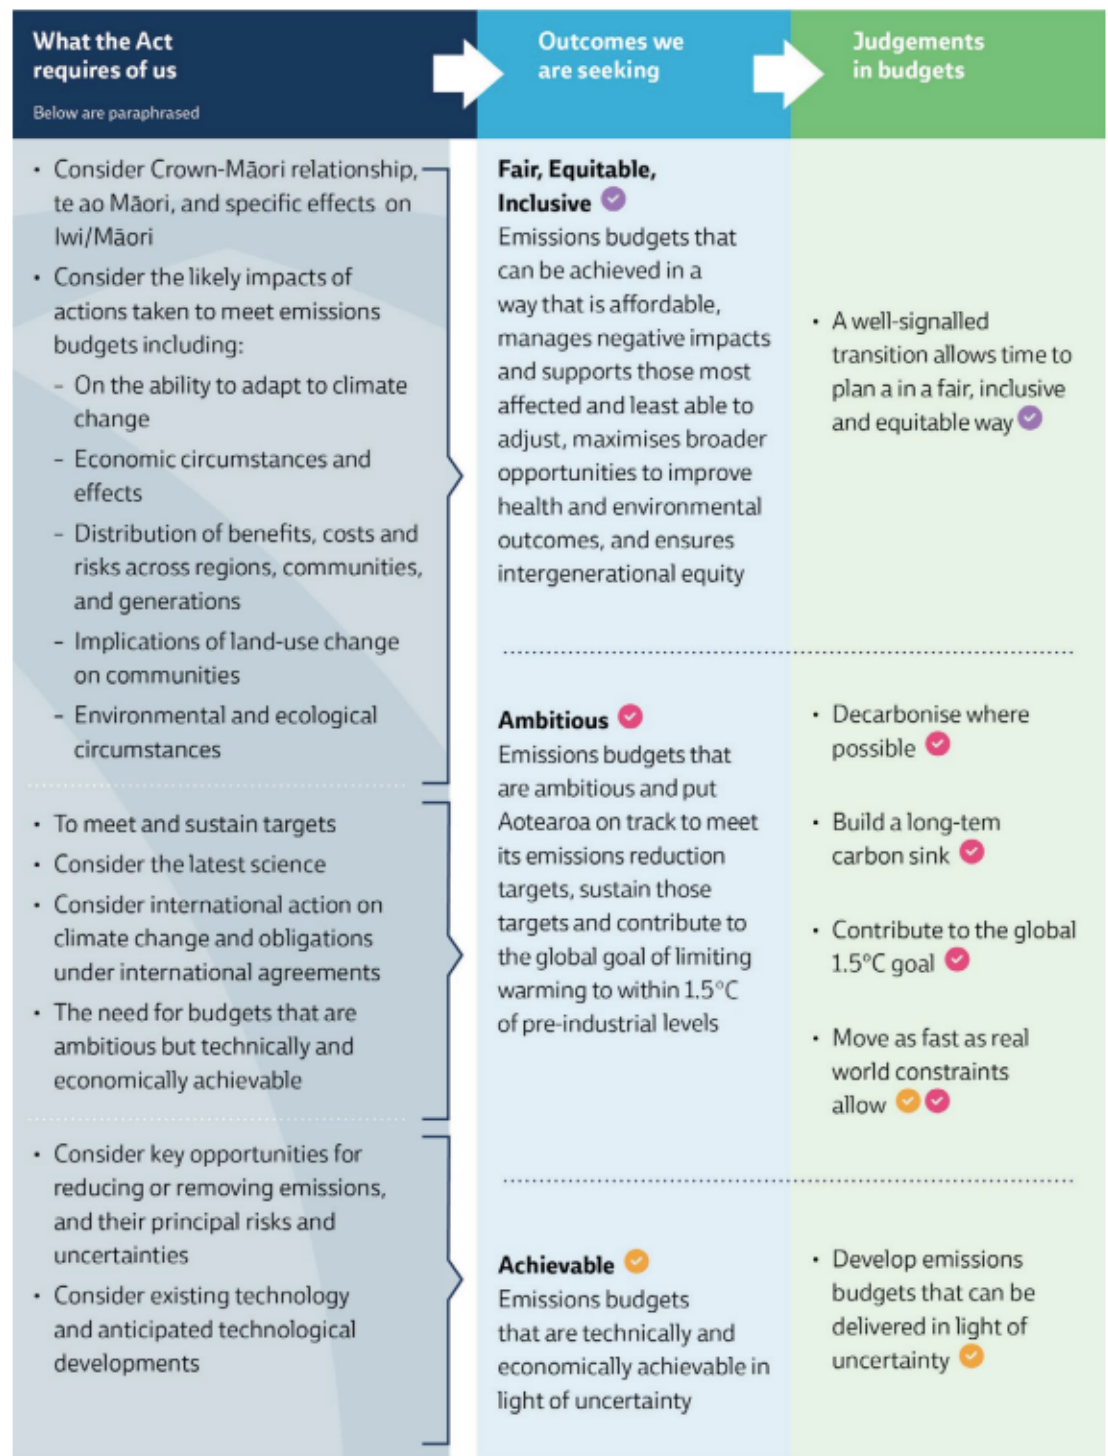 What the Act
requires of us
Below are paraphrased
• Consider Crown-Māori relationship,
te ao Māori, and specific effects on
Iwi/Māori
• Consider the likely impacts of
actions taken to meet emissions
budgets including:
– On the ability to adapt to climate
change
– Economic circumstances and
effects
– Distribution of benefits, costs and
risks across regions, communities,
and generations
– Implications of land-use change
on communities
– Environmental and ecological
circumstances
• To meet and sustain targets
• Consider the latest science
• Consider international action on
climate change and obligations
under international agreements
• The need for budgets that are
ambitious but technically and
economically achievable
• Consider key opportunities for
reducing or removing emissions,
and their principal risks and
uncertainties
• Consider existing technology
and anticipated technological
developments
Outcomes we
are seeking
Fair, Equitable,
Inclusive
Emissions budgets that
can be achieved in a
way that is affordable,
manages negative impacts
and supports those most
affected and least able to
adjust, maximises broader
opportunities to improve
health and environmental
outcomes, and ensures
intergenerational equity
Ambitious
Emissions budgets that
are ambitious and put
Aotearoa on track to meet
its emissions reduction
targets, sustain those
targets and contribute to
the global goal of limiting
warming to within 1.5°C
of pre-industrial levels
Achievable
Emissions budgets
that are technically and
economically achievable in
light of uncertainty
Judgements
in budgets
• A well-signalled
transition allows time to
plan a in a fair, inclusive
and equitable way
• Decarbonise where
possible
• Build a long-tem
carbon sink
• Contribute to the global
1.5°C goal
• Move as fast as real
world constraints
allow
• Develop emissions
budgets that can be
delivered in light of
uncertainty